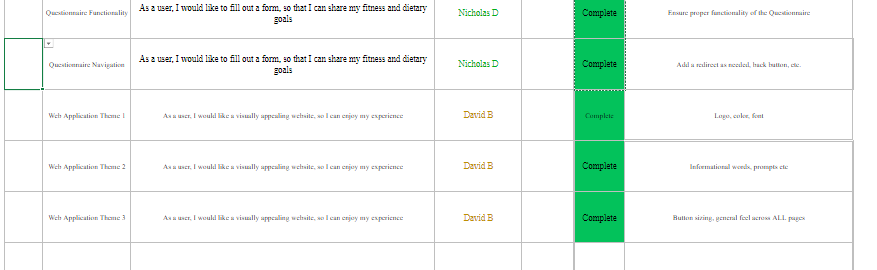 Questionnaire Functionality
As a user, I would like to fill out a form, so that I can share my fitness and dietary
goals
Nicholas D
Complete
Ensure proper functionality of the Questionnaire
Questionnaire Navigation
As a user, I would like to fill out a form, so that I can share my fitness and dietary
goals
Nicholas D
Complete
Add a redirect as needed, back button, etc.
Web Application Theme 1
As a user, I would like a visually appealing website, so I can enjoy my experience
David B
Complete
Logo, color, font
Web Application Theme 2
As a user, I would like a visually appealing website, so I can enjoy my experience
David B
Complete
Informational words, prompts etc
Web Application Theme 3
As a user, I would like a visually appealing website, so I can enjoy my experience
David B
Complete
Button sizing, general feel across ALL pages